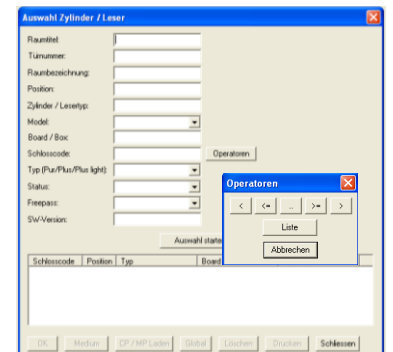 Auswahl Zylinder / Leser
Raumtitel:
Türnummer:
Raumbezeichnung:
Position:
Zylinder / Lesertyp:
Model:
Board / Box:
Schlosscode:
Operatoren
Typ (Pur/Plus/Plus light):
Status:
Freepass:
SW-Version:
Operatoren
< <= .. >= >
Liste
Abbrechen
Auswahl starte
Schlosscode Position Typ Board
OK Medium CP / MP Laden Global Löschen Drucken Schliessen